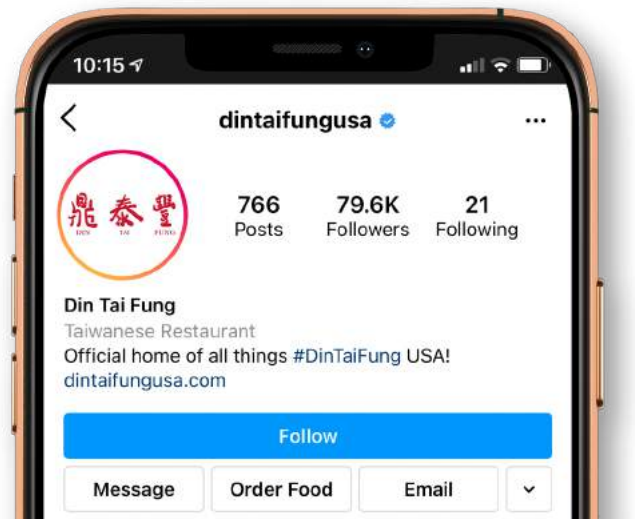 10:15
dintaifungusa
鼎泰豐
DIN TAI FUNG
766 79.6K 21
Posts Followers Following
Din Tai Fung
Taiwanese Restaurant
Official home of all things #DinTaiFung USA!
dintaifungusa.com
Follow
Message Order Food Email